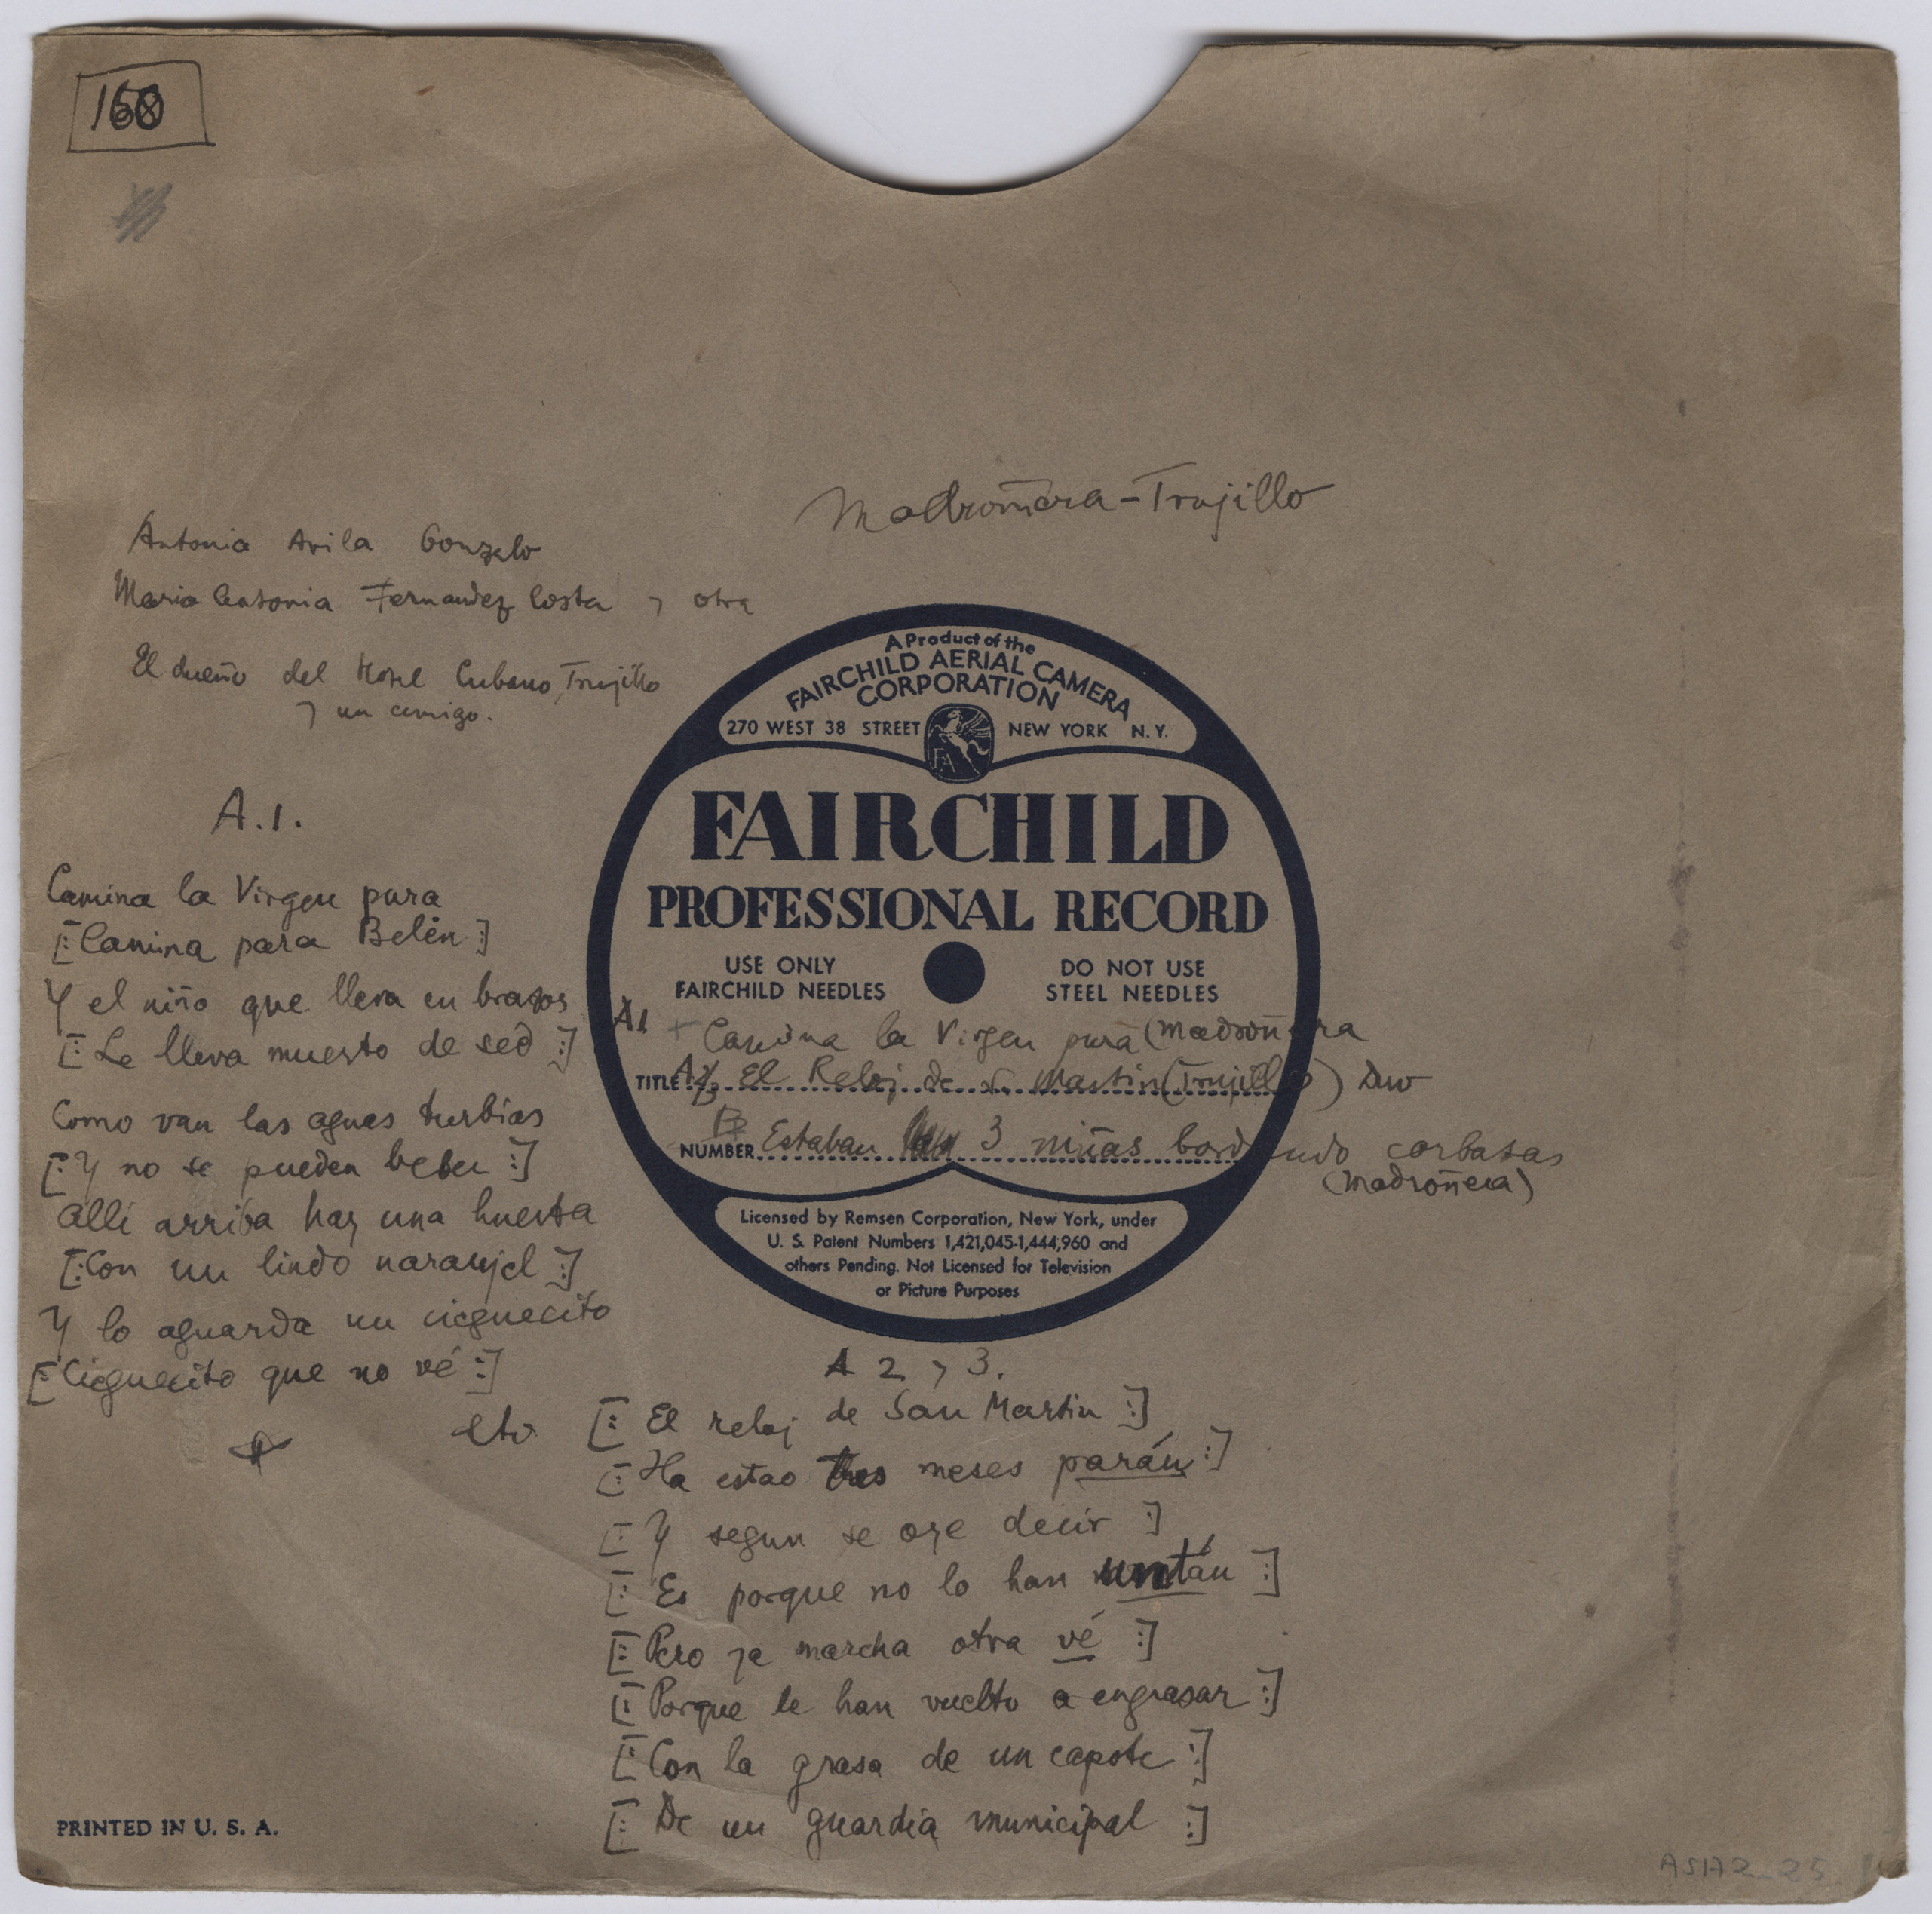 160
Madroñera-Trujillo
Antonia Avila Gonzalo
Maria Antonia Fernandez Costa y otra
El dueño del Hotel Cubano, Trujillo
y un amigo.
A.1.
Camina la Virgen pura
[: Camina para Belén :]
Y el niño que lleva en brazos
[: Le lleva muerto de sed :]
Como van las aguas turbias
[: Y no se pueden beber :]
Alli arriba hay una huerta
[: Con un lindo naranjel :]
Y lo aguarda un cieguecito
[: Cieguecito que no vé :]
etc
A Product of the
FAIRCHILD AERIAL CAMERA
CORPORATION
270 WEST 38 STREET NEW YORK N.Y.
FA
FAIRCHILD
PROFESSIONAL RECORD
USE ONLY
FAIRCHILD NEEDLES
DO NOT USE
STEEL NEEDLES
A1 + Camina la Virgen pura (Madroñera
TITLE A2/3 El Reloj de S. Martin (Trujillo) Duo
NUMBER B Estaban 3 niñas bordando corbatas
(Madroñera)
Licensed by Remsen Corporation, New York, under
U. S. Patent Numbers 1,421,045-1,444,960 and
others Pending. Not Licensed for Television
or Picture Purposes
A 2 y 3.
[: El reloj de San Martin :]
[: Ha estao tres meses parán :]
[: Y segun se oye decir :]
[: Es porque no lo han untáu :]
[: Pero ya marcha otra vé :]
[: Porque le han vuelto a engrasar :]
[: Con la grasa de un capote :]
[: De un guardia municipal :]
PRINTED IN U. S. A.
ASIA2_25